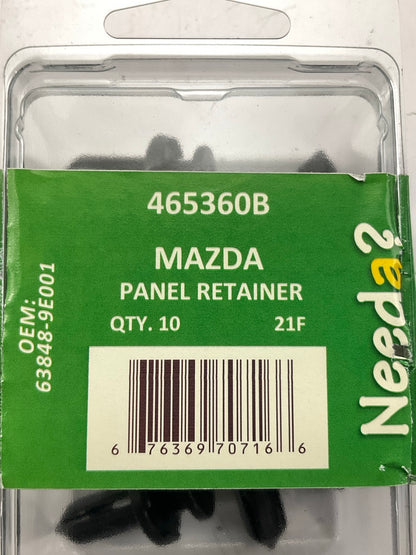 465360B
MAZDA
PANEL RETAINER
QTY. 10 21F
OEM:
63848-9E001
6 76369 70716 6
Needa?